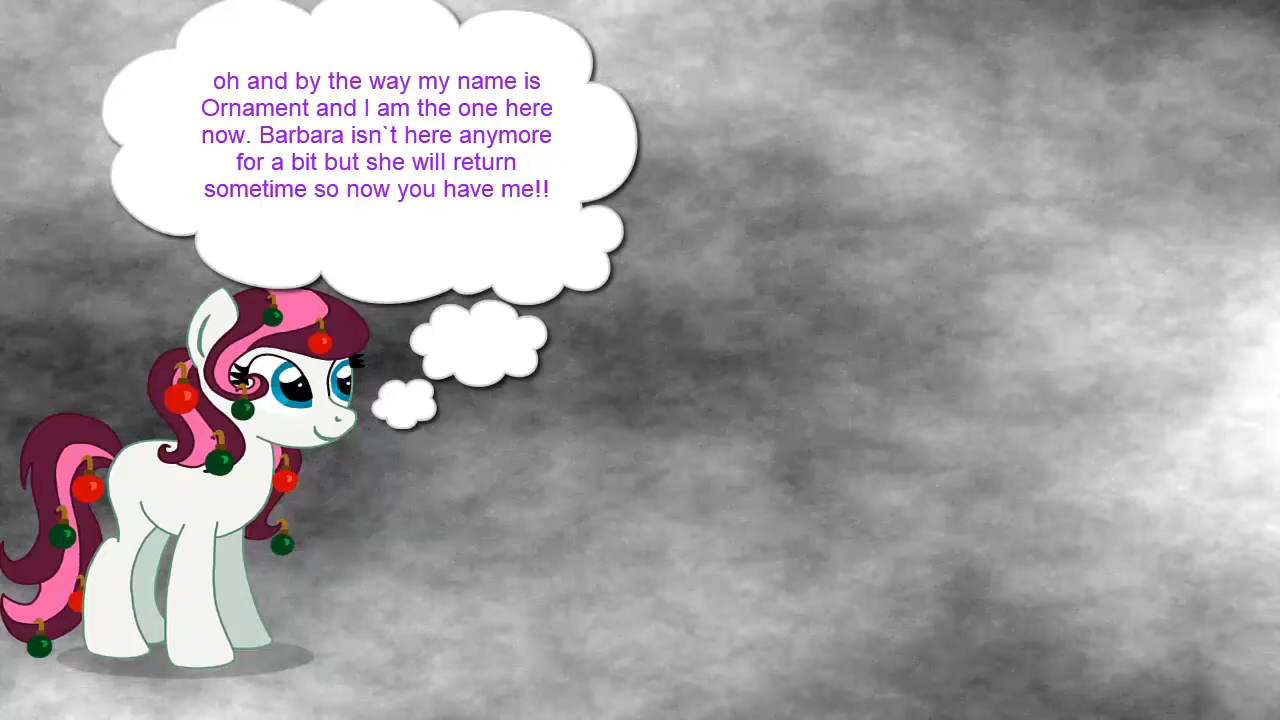 oh and by the way my name is
Ornament and I am the one here
now. Barbara isn`t here anymore
for a bit but she will return
sometime so now you have me!!